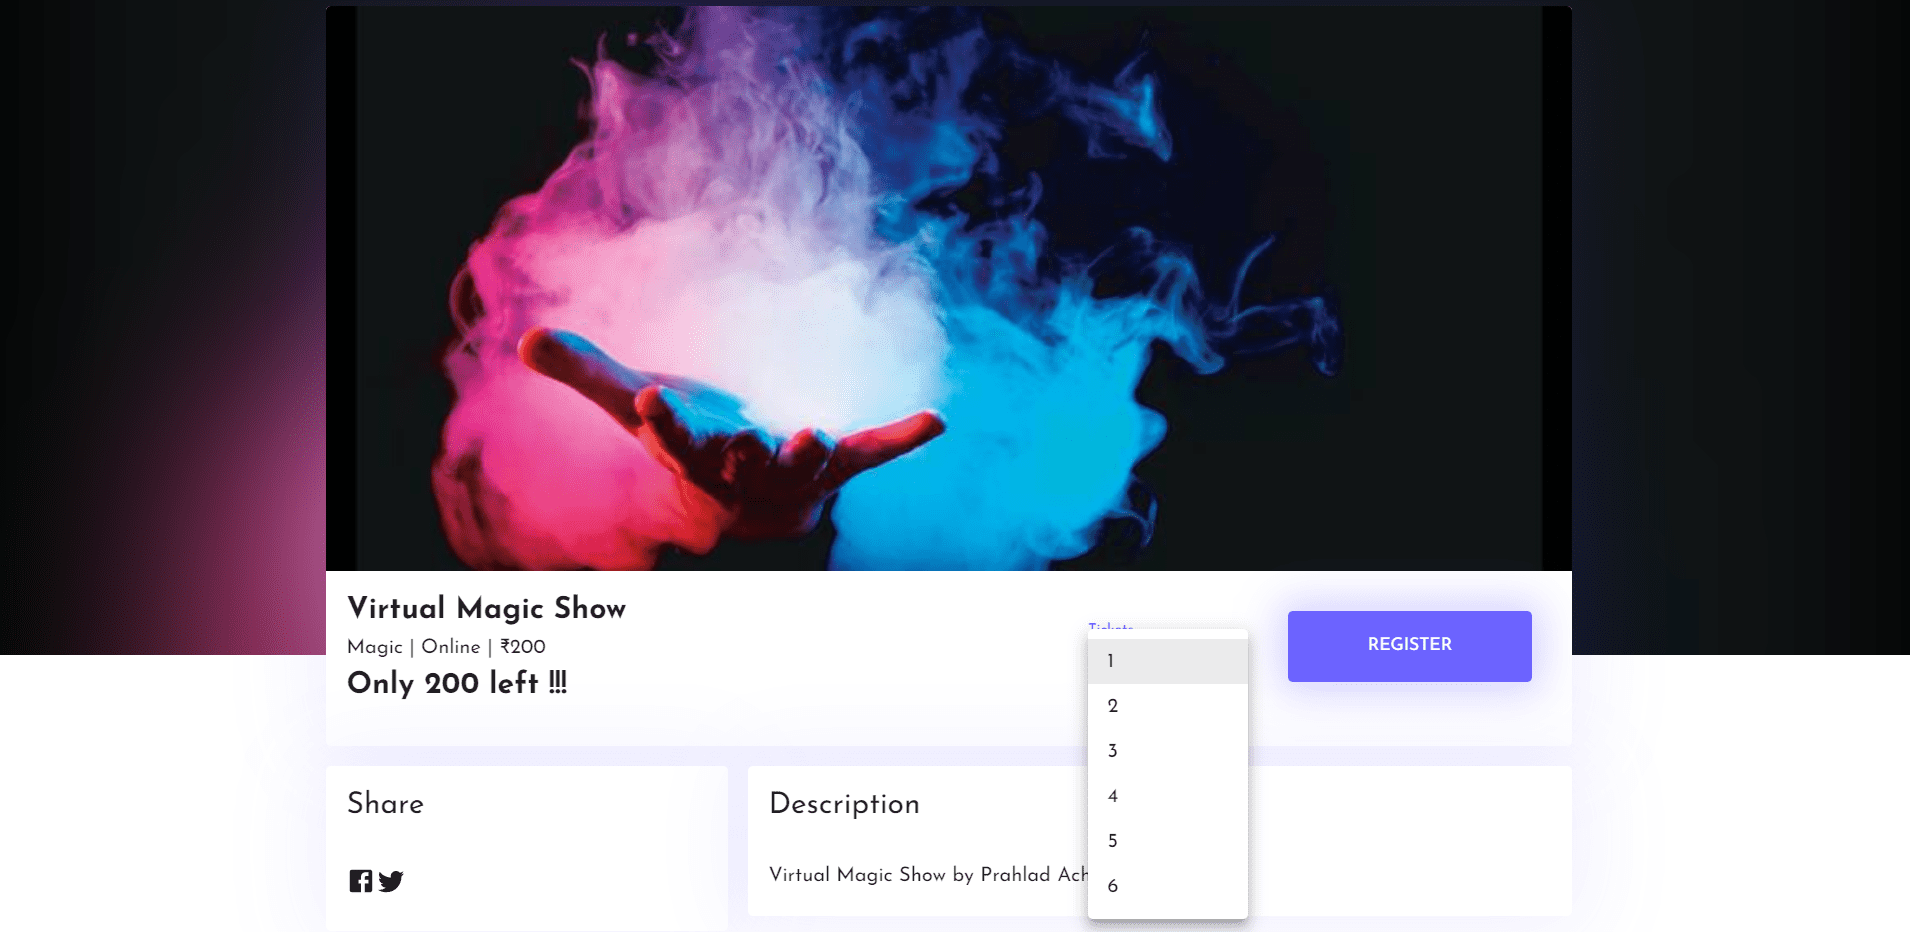 Virtual Magic Show
Magic | Online | ₹200
Only 200 left !!!
Tickets
1
2
3
4
5
6
REGISTER
Share
Description
Virtual Magic Show by Prahlad